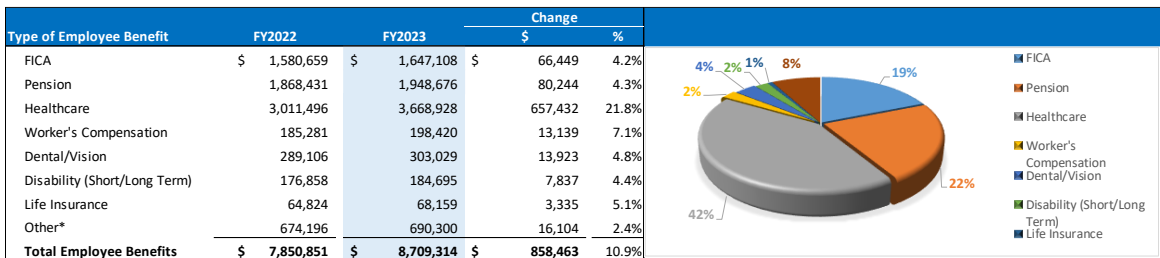 Change
Type of Employee Benefit FY2022 FY2023 $ %
FICA $ 1,580,659 $ 1,647,108 $ 66,449 4.2%
Pension 1,868,431 1,948,676 80,244 4.3%
Healthcare 3,011,496 3,668,928 657,432 21.8%
Worker's Compensation 185,281 198,420 13,139 7.1%
Dental/Vision 289,106 303,029 13,923 4.8%
Disability (Short/Long Term) 176,858 184,695 7,837 4.4%
Life Insurance 64,824 68,159 3,335 5.1%
Other* 674,196 690,300 16,104 2.4%
Total Employee Benefits $ 7,850,851 $ 8,709,314 $ 858,463 10.9%
19%
22%
42%
2%
4%
2%
1%
8%
FICA
Pension
Healthcare
Worker's
Compensation
Dental/Vision
Disability (Short/Long
Term)
Life Insurance